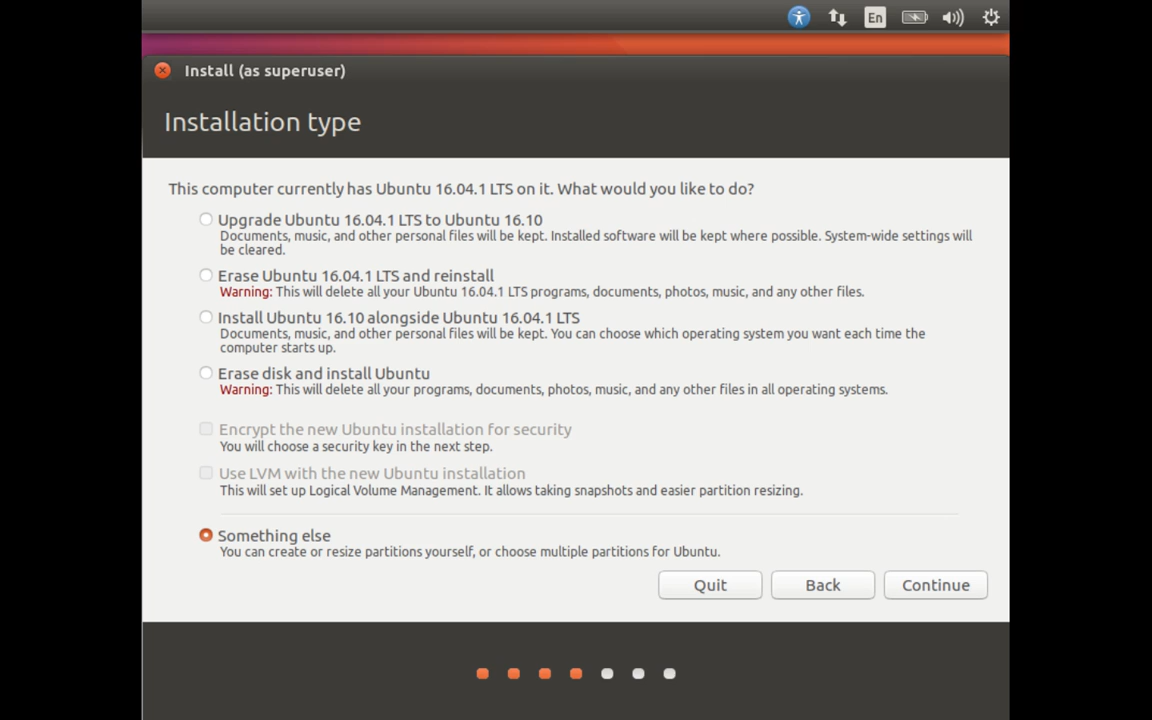 En
Install (as superuser)
Installation type
This computer currently has Ubuntu 16.04.1 LTS on it. What would you like to do?
Upgrade Ubuntu 16.04.1 LTS to Ubuntu 16.10
Documents, music, and other personal files will be kept. Installed software will be kept where possible. System-wide settings will
be cleared.
Erase Ubuntu 16.04.1 LTS and reinstall
Warning: This will delete all your Ubuntu 16.04.1 LTS programs, documents, photos, music, and any other files.
Install Ubuntu 16.10 alongside Ubuntu 16.04.1 LTS
Documents, music, and other personal files will be kept. You can choose which operating system you want each time the
computer starts up.
Erase disk and install Ubuntu
Warning: This will delete all your programs, documents, photos, music, and any other files in all operating systems.
Encrypt the new Ubuntu installation for security
You will choose a security key in the next step.
Use LVM with the new Ubuntu installation
This will set up Logical Volume Management. It allows taking snapshots and easier partition resizing.
Something else
You can create or resize partitions yourself, or choose multiple partitions for Ubuntu.
Quit Back Continue